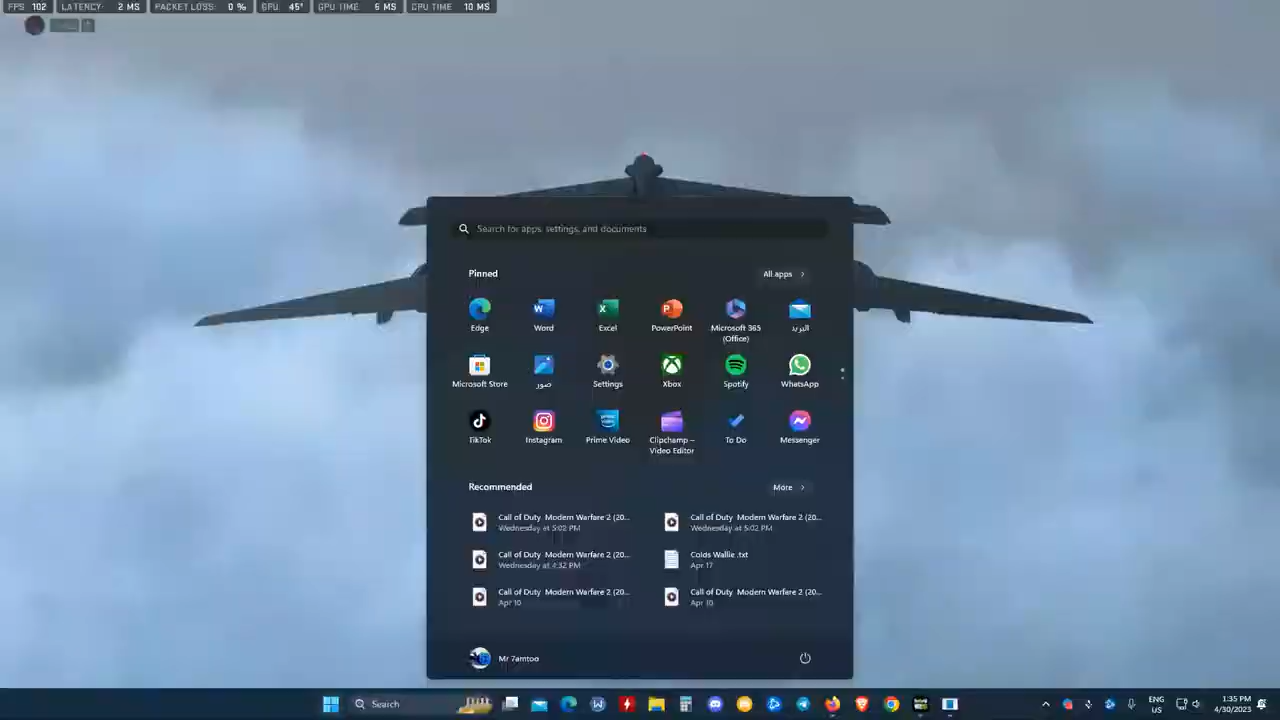 FPS 102 LATENCY: 2 MS PACKET LOSS: 0 % GPU: 45° GPU TIME: 6 MS CPU TIME: 10 MS
Search for apps, settings, and documents
Pinned
All apps
Edge
Word
Excel
PowerPoint
Microsoft 365
(Office)
البريد
Microsoft Store
صور
Settings
Xbox
Spotify
WhatsApp
TikTok
Instagram
Prime Video
Clipchamp –
Video Editor
To Do
Messenger
Recommended
More
Call of Duty Modern Warfare 2 (20...
Wednesday at 5:02 PM
Call of Duty Modern Warfare 2 (20...
Wednesday at 5:02 PM
Call of Duty Modern Warfare 2 (20...
Wednesday at 4:32 PM
Colds Wallie .txt
Apr 17
Call of Duty Modern Warfare 2 (20...
Apr 10
Call of Duty Modern Warfare 2 (20...
Apr 10
Mr 7amtoo
Search
ENG
US
1:35 PM
4/30/2023